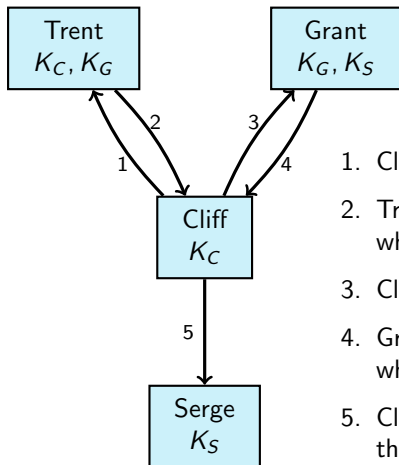 Trent
K_C, K_G
Grant
K_G, K_S
1
2
3
4
Cliff
K_C
5
Serge
K_S
1. Cl
2. Tr
wh
3. Cl
4. Gr
wh
5. Cl
th